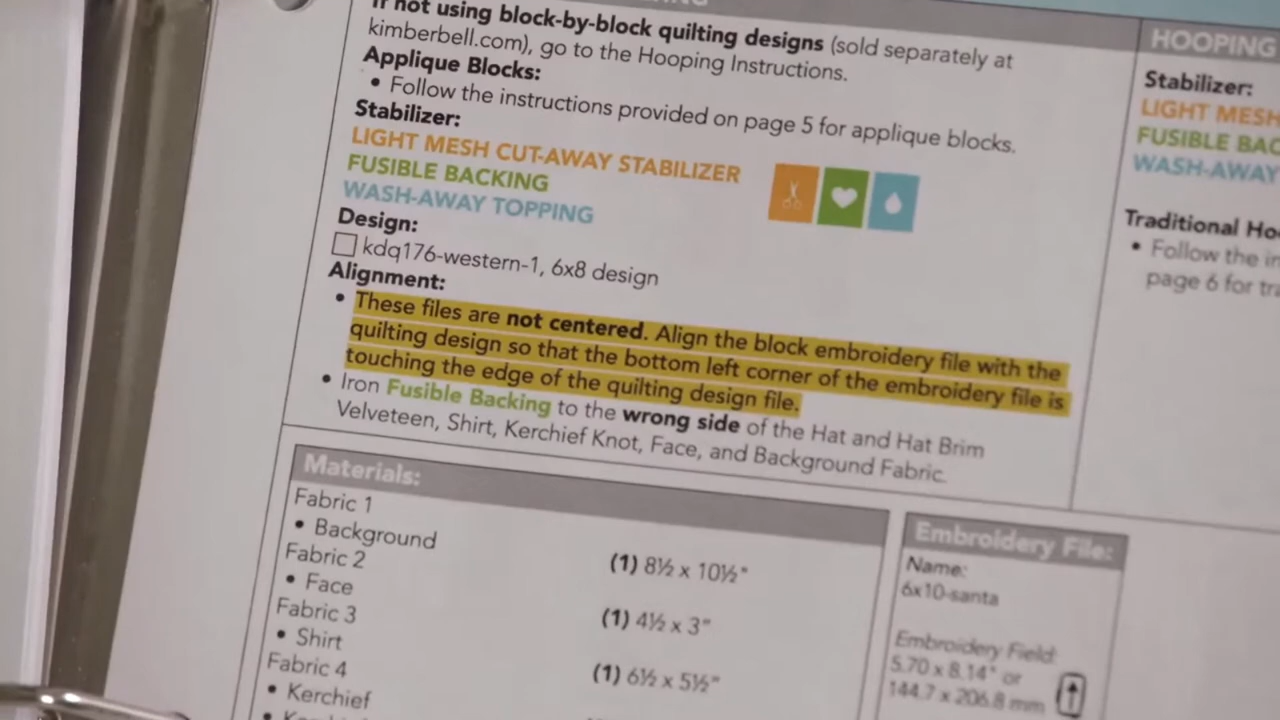 If not using block-by-block quilting designs (sold separately at
kimberbell.com), go to the Hooping Instructions.
Applique Blocks:
• Follow the instructions provided on page 5 for applique blocks.
Stabilizer:
LIGHT MESH CUT-AWAY STABILIZER
FUSIBLE BACKING
WASH-AWAY TOPPING
Design:
kdq176-western-1, 6x8 design
Alignment:
• These files are not centered. Align the block embroidery file with the
quilting design so that the bottom left corner of the embroidery file is
touching the edge of the quilting design file.
• Iron Fusible Backing to the wrong side of the Hat and Hat Brim
Velveteen, Shirt, Kerchief Knot, Face, and Background Fabric.
HOOPING
Stabilizer:
LIGHT MESH
FUSIBLE BAC
WASH-AWAY
Traditional Ho
• Follow the in
page 6 for tra
Materials:
Fabric 1
• Background (1) 8½ x 10½"
Fabric 2
• Face (1) 4½ x 3"
Fabric 3
• Shirt (1) 6½ x 5½"
Fabric 4
• Kerchief
Embroidery File:
Name:
6x10-santa
Embroidery Field:
5.70 x 8.14" or
144.7 x 206.8 mm